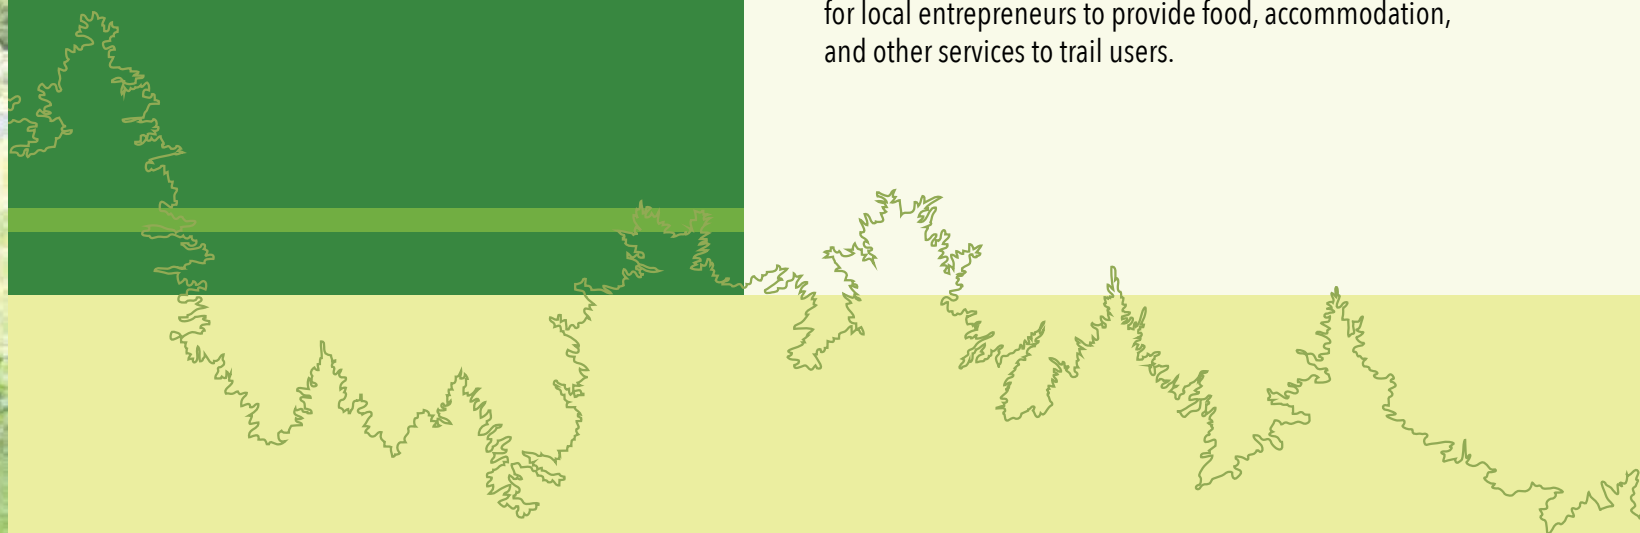 for local entrepreneurs to provide food, accommodation,
and other services to trail users.